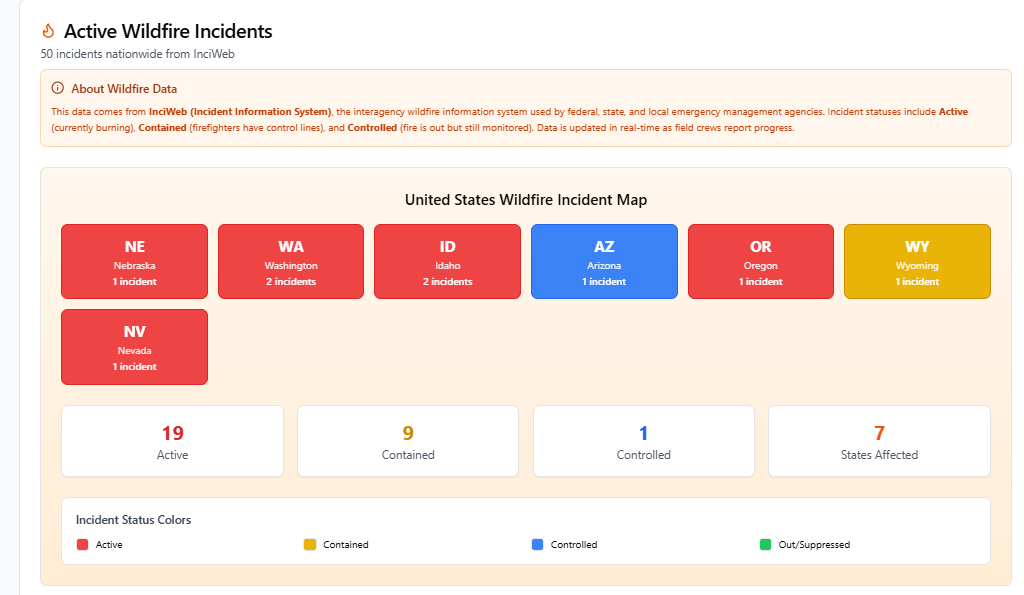 Active Wildfire Incidents
50 incidents nationwide from InciWeb
About Wildfire Data
This data comes from InciWeb (Incident Information System), the interagency wildfire information system used by federal, state, and local emergency management agencies. Incident statuses include Active
(currently burning), Contained (firefighters have control lines), and Controlled (fire is out but still monitored). Data is updated in real-time as field crews report progress.
United States Wildfire Incident Map
NE
Nebraska
1 incident
WA
Washington
2 incidents
ID
Idaho
2 incidents
AZ
Arizona
1 incident
OR
Oregon
1 incident
WY
Wyoming
1 incident
NV
Nevada
1 incident
19
Active
9
Contained
1
Controlled
7
States Affected
Incident Status Colors
Active
Contained
Controlled
Out/Suppressed